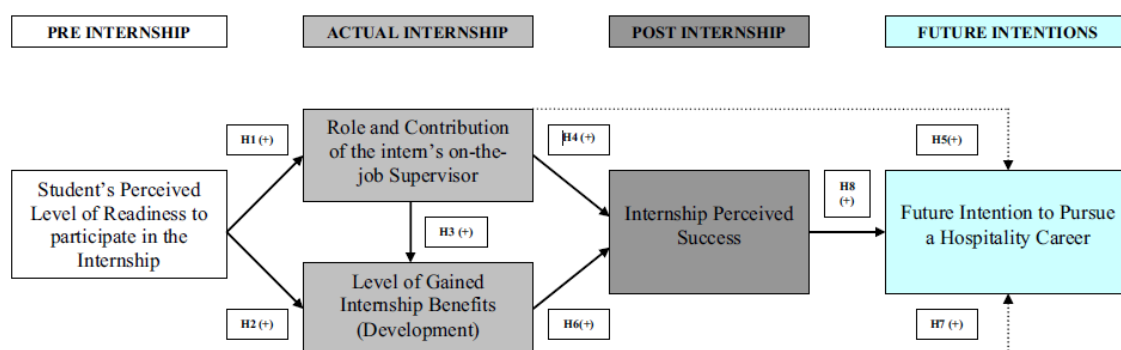 PRE INTERNSHIP
ACTUAL INTERNSHIP
POST INTERNSHIP
FUTURE INTENTIONS
H1 (+)
Role and Contribution
of the intern's on-the-
job Supervisor
H4 (+)
H5(+)
Student's Perceived
Level of Readiness to
participate in the
Internship
H3 (+)
Internship Perceived
Success
H8
(+)
Future Intention to Pursue
a Hospitality Career
H2 (+)
Level of Gained
Internship Benefits
(Development)
H6(+)
H7 (+)